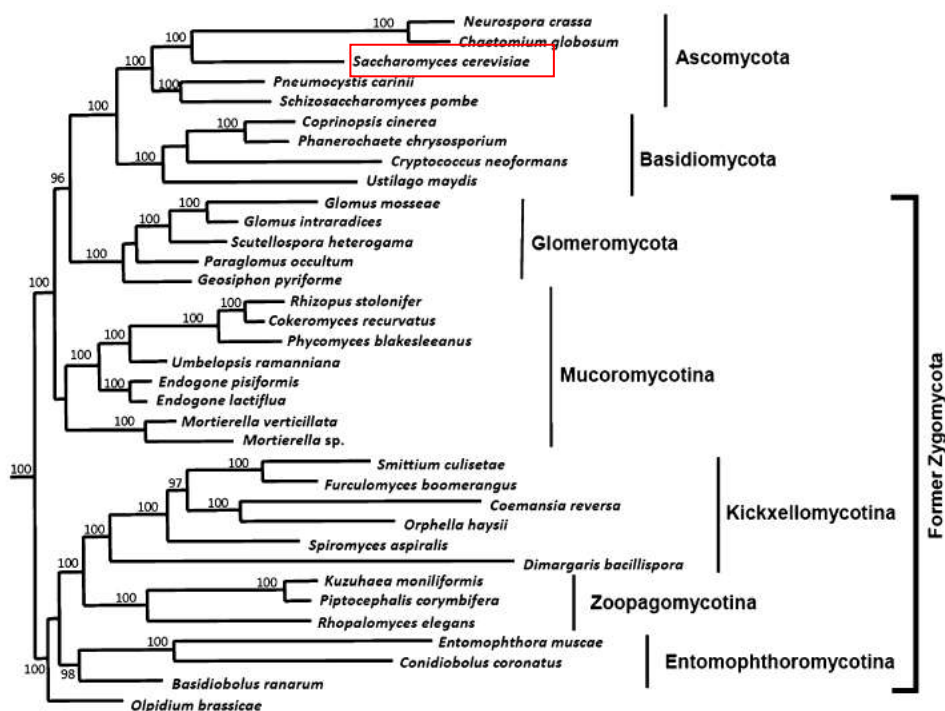 100
Neurospora crassa
100
Chaetomium globosum
Saccharomyces cerevisiae
Ascomycota
100
Pneumocystis carinii
100
Schizosaccharomyces pombe
100
100
Coprinopsis cinerea
100
Phanerochaete chrysosporium
Basidiomycota
100
Cryptococcus neoformans
Ustilago maydis
96
100
Glomus mosseae
100
Glomus intraradices
100
Scutellospora heterogama
Glomeromycota
100
Paraglomus occultum
Geosiphon pyriforme
100
100
Rhizopus stolonifer
100
Cokeromyces recurvatus
100
Phycomyces blakesleeanus
100
Umbelopsis ramanniana
Mucoromycotina
100
Endogone pisiformis
Endogone lactiflua
Mortierella verticillata
100
Mortierella sp.
Former Zygomycota
100
100
Smittium culisetae
97
Furculomyces boomerangus
100
Coemansia reversa
Kickxellomycotina
100
Orphella haysii
Spiromyces aspiralis
100
Dimargaris bacillispora
100
Kuzuhaea moniliformis
100
Piptocephalis corymbifera
Zoopagomycotina
Rhopalomyces elegans
100
Entomophthora muscae
Conidiobolus coronatus
Entomophthoromycotina
100
98
Basidiobolus ranarum
Olpidium brassicae